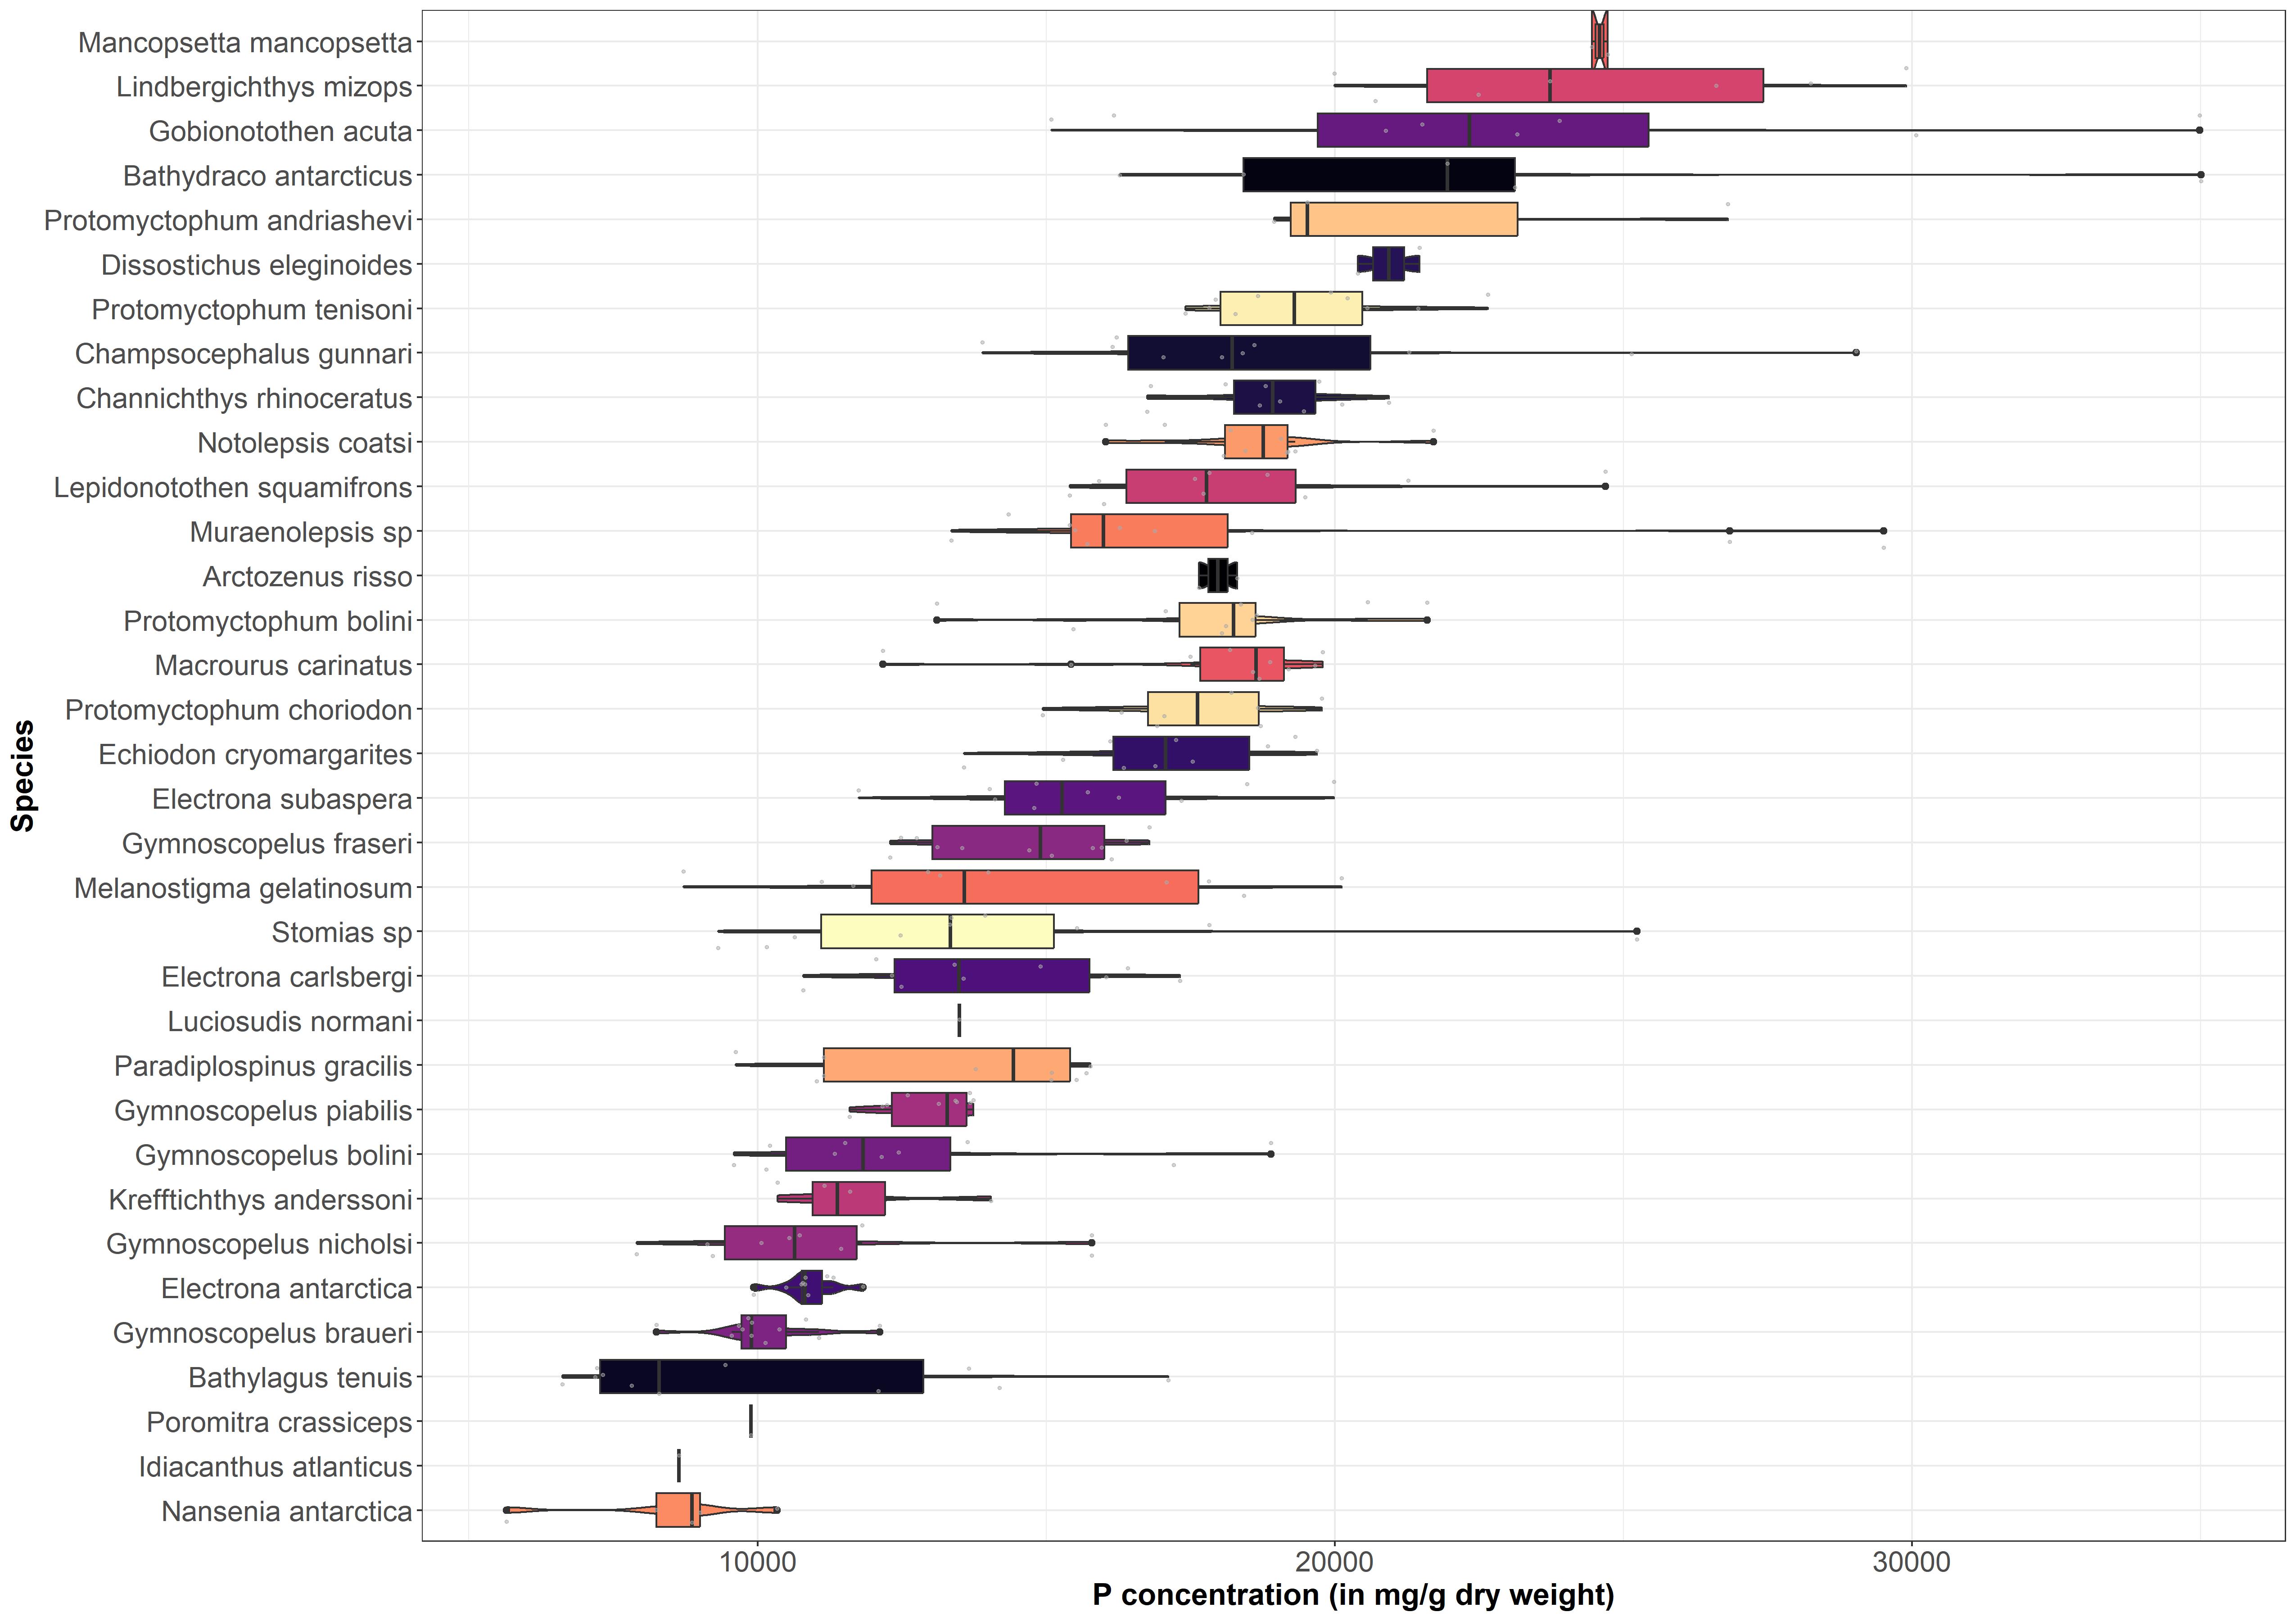 Mancopsetta mancopsetta
Lindbergichthys mizops
Gobionotothen acuta
Bathydraco antarcticus
Protomyctophum andriashevi
Dissostichus eleginoides
Protomyctophum tenisoni
Champsocephalus gunnari
Channichthys rhinoceratus
Notolepsis coatsi
Lepidonotothen squamifrons
Muraenolepsis sp
Arctozenus risso
Protomyctophum bolini
Macrourus carinatus
Protomyctophum choriodon
Echiodon cryomargarites
Electrona subaspera
Gymnoscopelus fraseri
Melanostigma gelatinosum
Stomias sp
Electrona carlsbergi
Luciosudis normani
Paradiplospinus gracilis
Gymnoscopelus piabilis
Gymnoscopelus bolini
Krefftichthys anderssoni
Gymnoscopelus nicholsi
Electrona antarctica
Gymnoscopelus braueri
Bathylagus tenuis
Poromitra crassiceps
Idiacanthus atlanticus
Nansenia antarctica
Species
10000 20000 30000
P concentration (in mg/g dry weight)